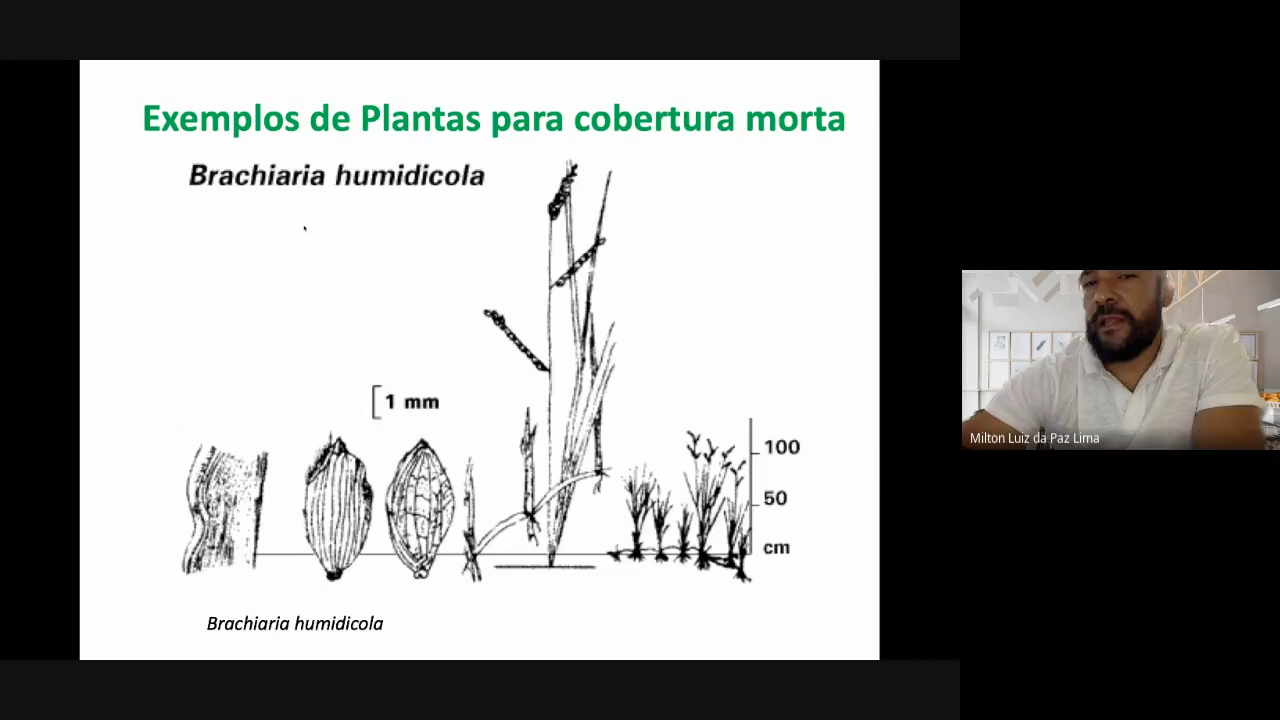 Exemplos de Plantas para cobertura morta
Brachiaria humidicola
1 mm
100
50
cm
Brachiaria humidicola
Milton Luiz da Paz Lima